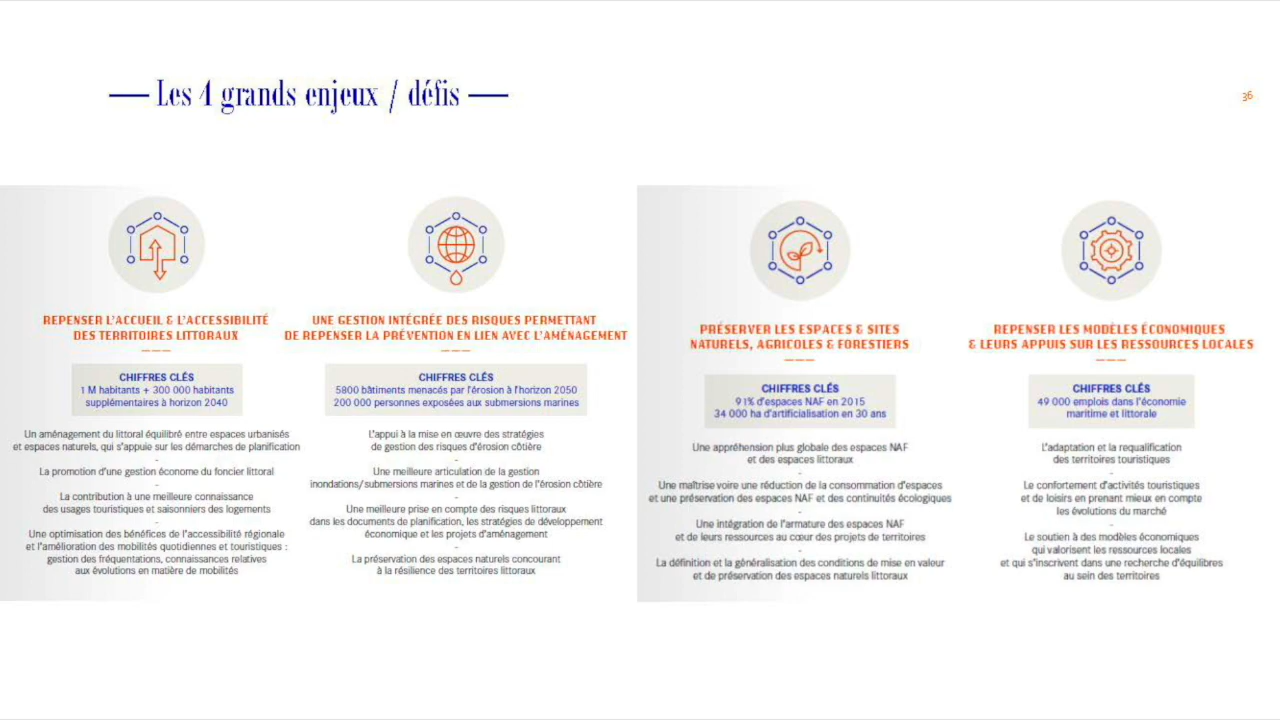 Les 4 grands enjeux / défis
36
REPENSER L'ACCUEIL & L'ACCESSIBILITÉ
DES TERRITOIRES LITTORAUX
CHIFFRES CLÉS
1 M habitants + 300 000 habitants
supplémentaires à horizon 2040
Un aménagement du littoral équilibré entre espaces urbanisés
et espaces naturels, qui s'appuie sur les démarches de planification
-
La promotion d'une gestion économe du foncier littoral
-
La contribution à une meilleure connaissance
des usages touristiques et saisonniers des logements
-
Une optimisation des bénéfices de l'accessibilité régionale
et l'amélioration des mobilités quotidiennes et touristiques :
gestion des fréquentations, connaissances relatives
aux évolutions en matière de mobilités
UNE GESTION INTÉGRÉE DES RISQUES PERMETTANT
DE REPENSER LA PRÉVENTION EN LIEN AVEC L'AMÉNAGEMENT
CHIFFRES CLÉS
5800 bâtiments menacés par l'érosion à l'horizon 2050
200 000 personnes exposées aux submersions marines
L'appui à la mise en œuvre des stratégies
de gestion des risques d'érosion côtière
-
Une meilleure articulation de la gestion
inondations/submersions marines et de la gestion de l'érosion côtière
-
Une meilleure prise en compte des risques littoraux
dans les documents de planification, les stratégies de développement
économique et les projets d'aménagement
-
La préservation des espaces naturels concourant
à la résilience des territoires littoraux
PRÉSERVER LES ESPACES & SITES
NATURELS, AGRICOLES & FORESTIERS
CHIFFRES CLÉS
91% d'espaces NAF en 2015
34 000 ha d'artificialisation en 30 ans
Une appréhension plus globale des espaces NAF
et des espaces littoraux
-
Une maîtrise voire une réduction de la consommation d'espaces
et une préservation des espaces NAF et des continuités écologiques
-
Une intégration de l'armature des espaces NAF
et de leurs ressources au cœur des projets de territoires
-
La définition et la généralisation des conditions de mise en valeur
et de préservation des espaces naturels littoraux
REPENSER LES MODÈLES ÉCONOMIQUES
& LEURS APPUIS SUR LES RESSOURCES LOCALES
CHIFFRES CLÉS
49 000 emplois dans l'économie
maritime et littorale
L'adaptation et la requalification
des territoires touristiques
-
Le confortement d'activités touristiques
et de loisirs en prenant mieux en compte
les évolutions du marché
-
Le soutien à des modèles économiques
qui valorisent les ressources locales
et qui s'inscrivent dans une recherche d'équilibres
au sein des territoires